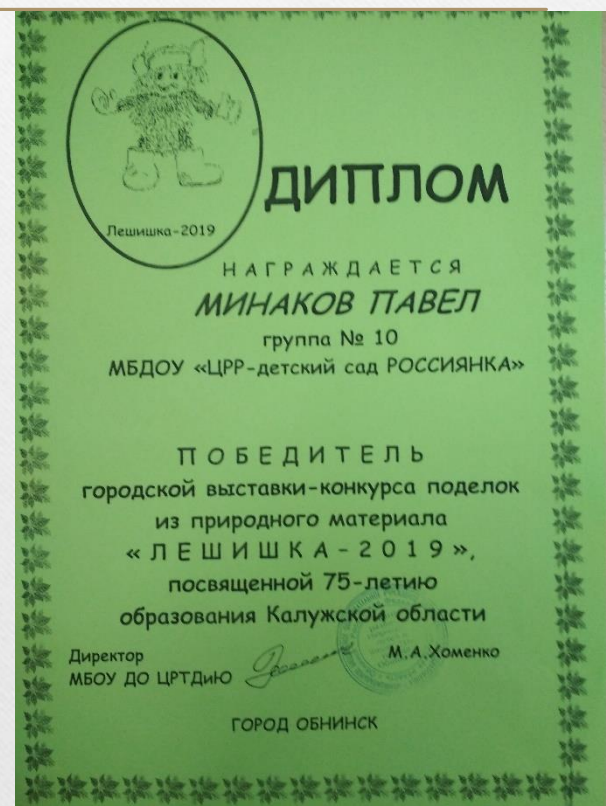 Лешишка-2019
ДИПЛОМ
НАГРАЖДАЕТСЯ
МИНАКОВ ПАВЕЛ
группа № 10
МБДОУ «ЦРР-детский сад РОССИЯНКА»
ПОБЕДИТЕЛЬ
городской выставки-конкурса поделок
из природного материала
«ЛЕШИШКА-2019»,
посвященной 75-летию
образования Калужской области
Директор
МБОУ ДО ЦРТДиЮ
М.А.Хоменко
ГОРОД ОБНИНСК